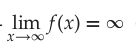 · lim f(x) = ∞
x→∞